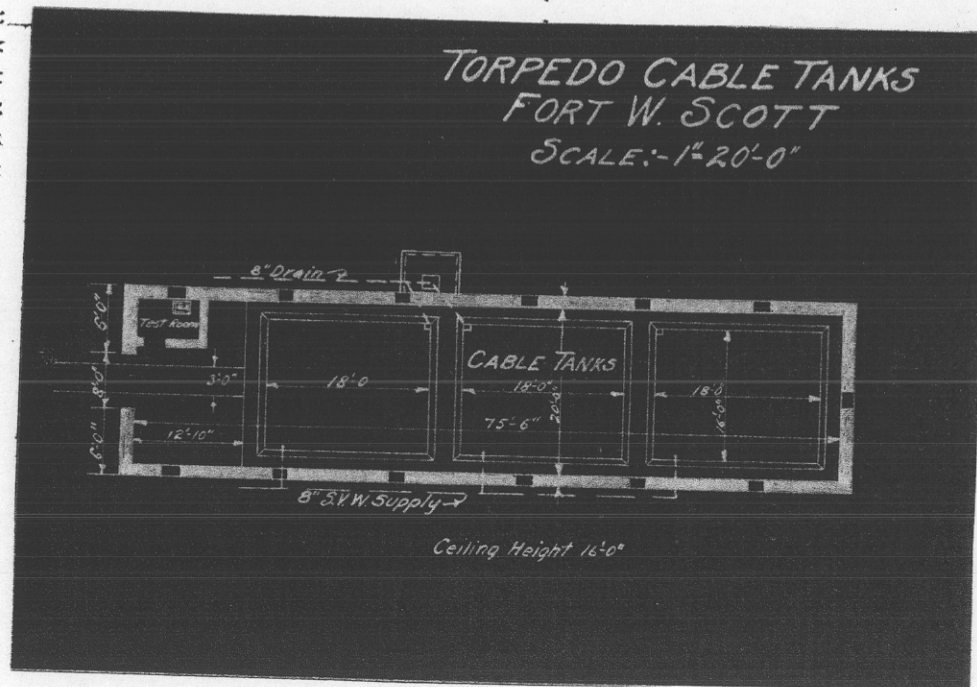 TORPEDO CABLE TANKS
FORT W. SCOTT
SCALE:- 1"=20'-0"
8" Drain
6'-0"
Test Room
8'-0"
3'-0"
6'-0"
12'-10"
18'-0
CABLE TANKS
18'-0"
20'-0"
75'-6"
18'-0
16'-0"
8" S.V.W. Supply
Ceiling Height 16'-0"